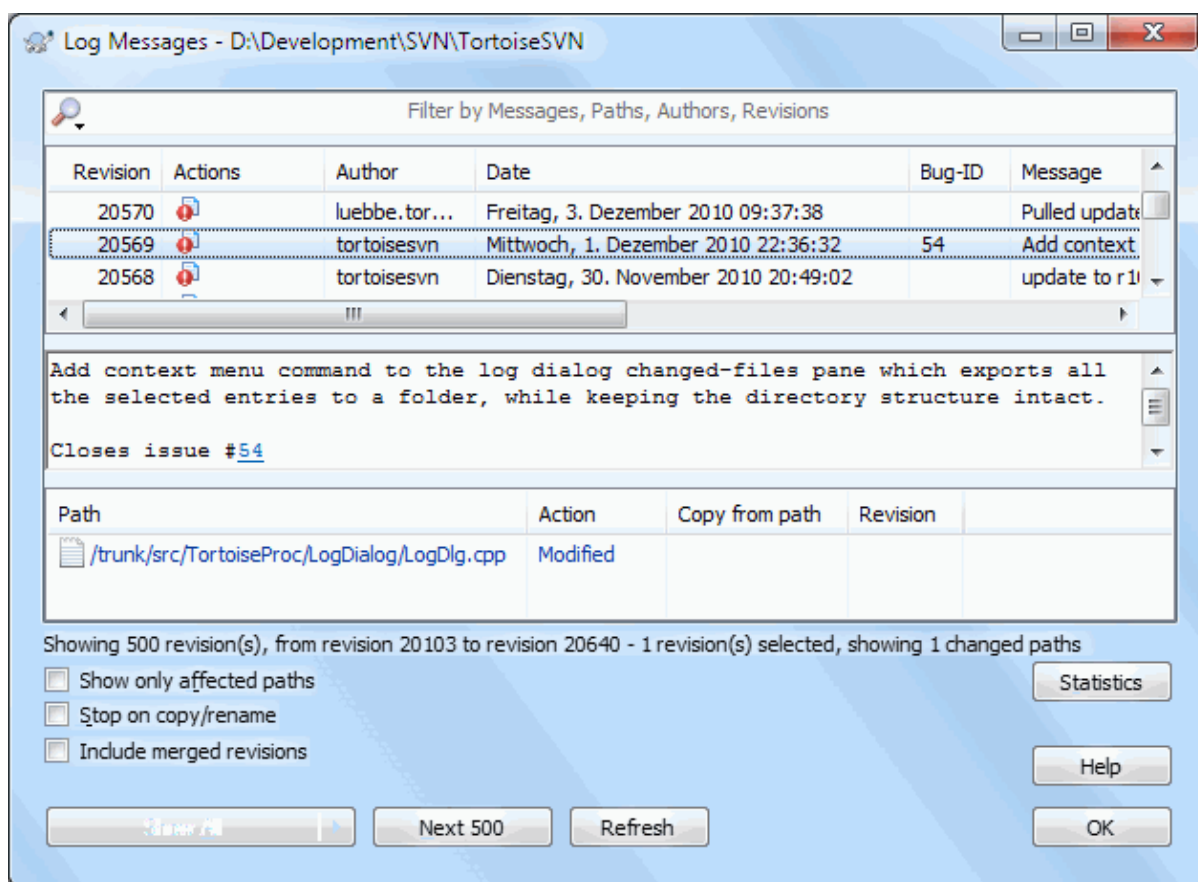 Log Messages - D:\Development\SVN\TortoiseSVN
Filter by Messages, Paths, Authors, Revisions
Revision Actions Author Date Bug-ID Message
20570 luebbe.tor... Freitag, 3. Dezember 2010 09:37:38 Pulled update
20569 tortoisesvn Mittwoch, 1. Dezember 2010 22:36:32 54 Add context
20568 tortoisesvn Dienstag, 30. November 2010 20:49:02 update to
Add context menu command to the log dialog changed-files pane which exports all
the selected entries to a folder, while keeping the directory structure intact.
Closes issue #54
Path Action Copy from path Revision
/trunk/src/TortoiseProc/LogDialog/LogDlg.cpp Modified
Showing 500 revision(s), from revision 20103 to revision 20640 - 1 revision(s) selected, showing 1 changed paths
Show only affected paths
Statistics
Stop on copy/rename
Include merged revisions
Help
Show All Next 500 Refresh OK